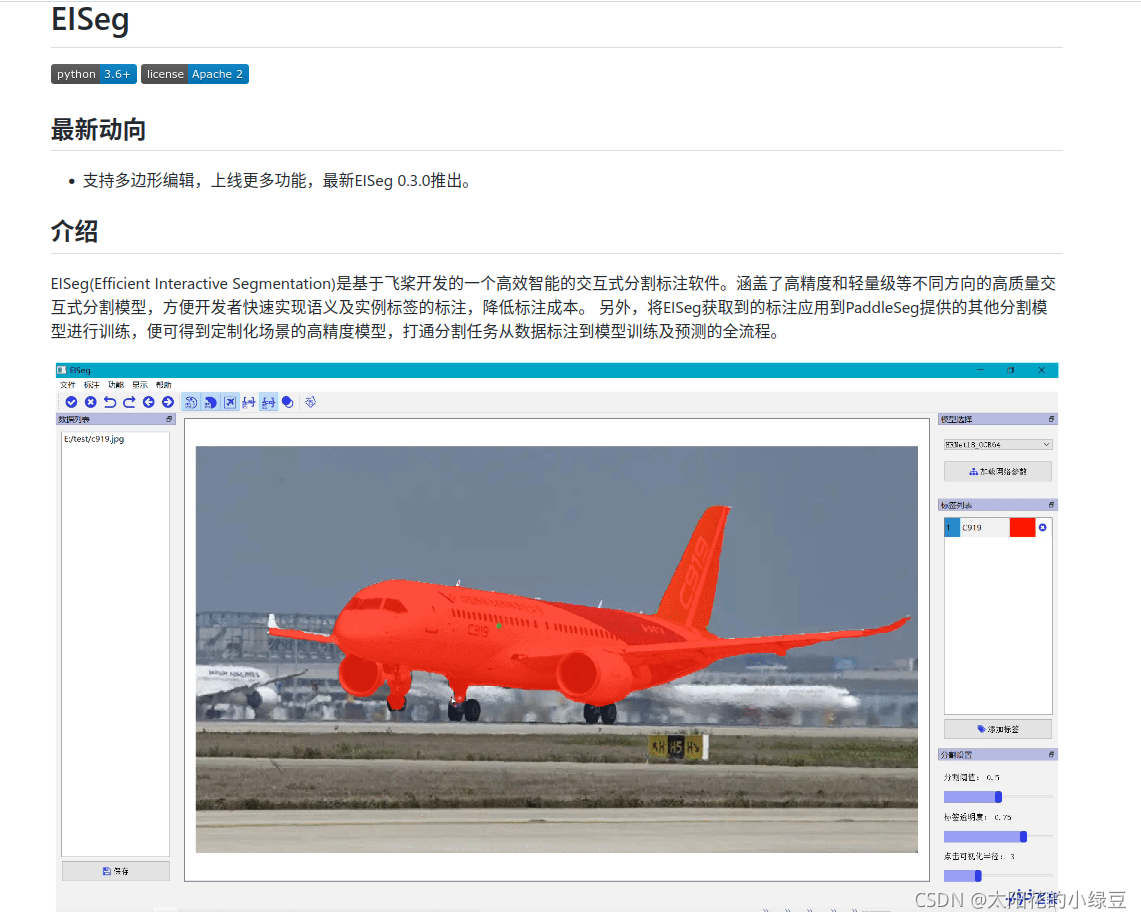 EISeg
python 3.6+ license Apache 2
最新动向
支持多边形编辑，上线更多功能，最新EISeg 0.3.0推出。
介绍
EISeg(Efficient Interactive Segmentation)是基于飞桨开发的一个高效智能的交互式分割标注软件。涵盖了高精度和轻量级等不同方向的高质量交
互式分割模型，方便开发者快速实现语义及实例标签的标注，降低标注成本。 另外，将EISeg获取到的标注应用到PaddleSeg提供的其他分割模
型进行训练，便可得到定制化场景的高精度模型，打通分割任务从数据标注到模型训练及预测的全流程。
EISeg
文件 标注 功能 显示 帮助
数据列表
E:/test/c919.jpg
保存
C919
C919
H5
模型选择
HRNet18_OCR64
加载网络参数
标签列表
1 C919
添加标签
分割设置
分割阈值： 0.5
标签透明度： 0.75
点击可视化半径： 3
CSDN @太阳花的小绿豆